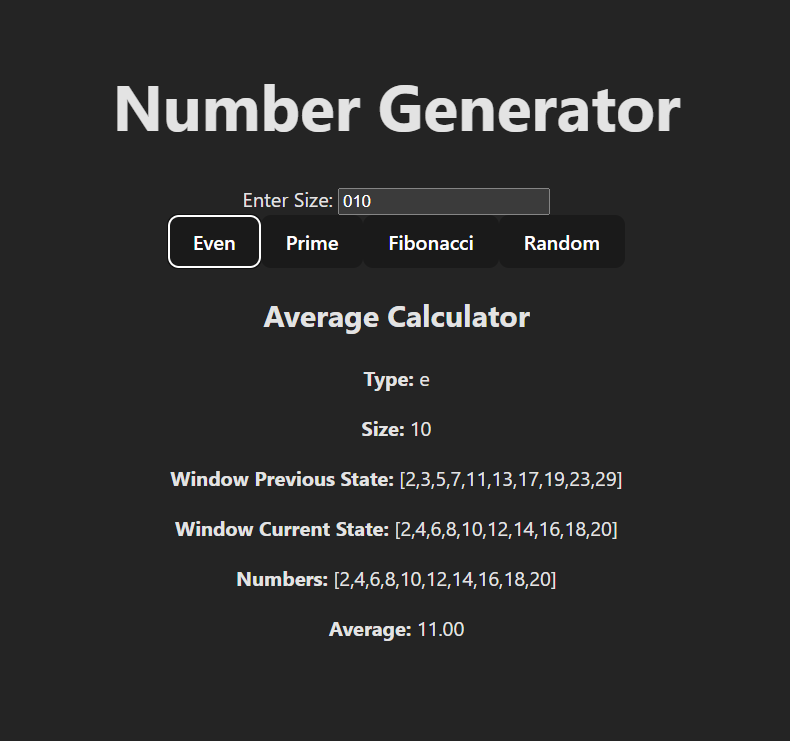 Number Generator
Enter Size: 010
Even Prime Fibonacci Random
Average Calculator
Type: e
Size: 10
Window Previous State: [2,3,5,7,11,13,17,19,23,29]
Window Current State: [2,4,6,8,10,12,14,16,18,20]
Numbers: [2,4,6,8,10,12,14,16,18,20]
Average: 11.00